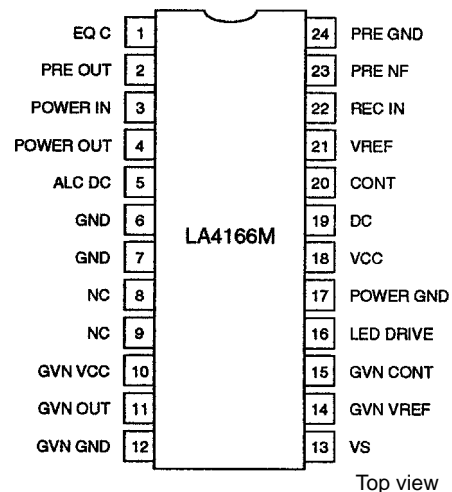 EQ C 1 24 PRE GND
PRE OUT 2 23 PRE NF
POWER IN 3 22 REC IN
POWER OUT 4 21 VREF
ALC DC 5 20 CONT
GND 6 19 DC
LA4166M
GND 7 18 VCC
NC 8 17 POWER GND
NC 9 16 LED DRIVE
GVN VCC 10 15 GVN CONT
GVN OUT 11 14 GVN VREF
GVN GND 12 13 VS
Top view